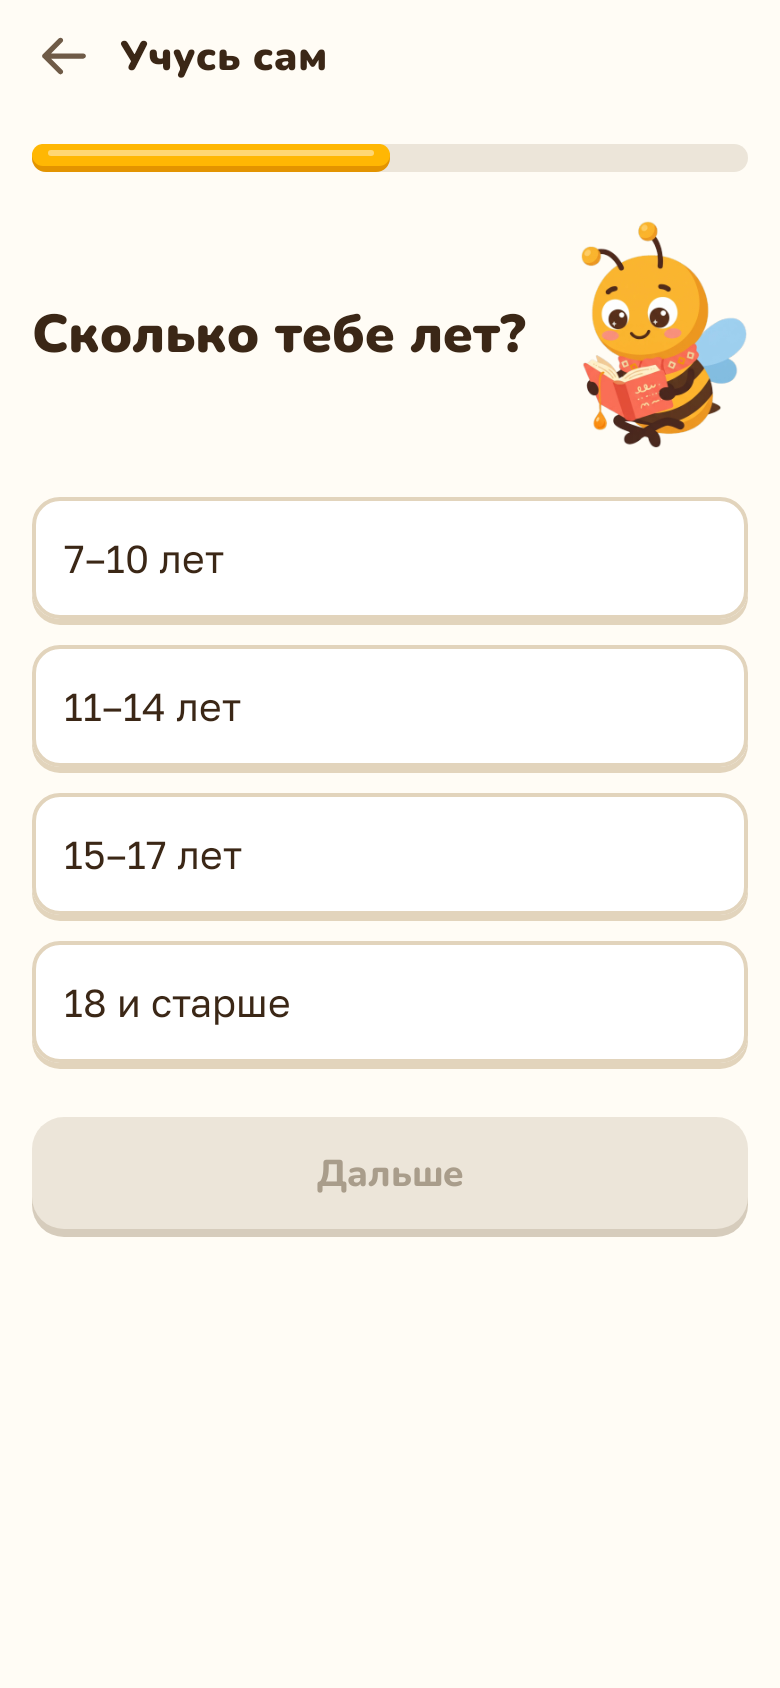 Учусь сам
Сколько тебе лет?
7–10 лет
11–14 лет
15–17 лет
18 и старше
Дальше